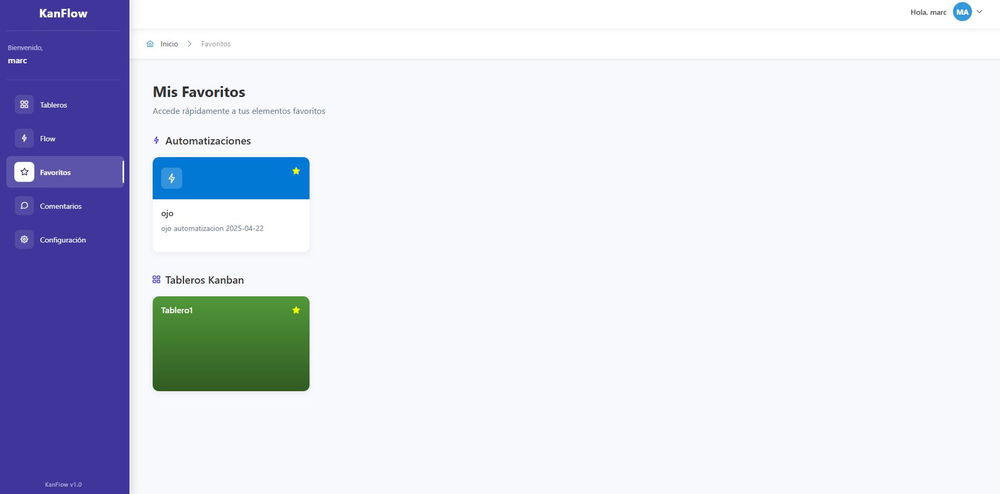 KanFlow
Bienvenido,
marc
Tableros
Flow
Favoritos
Comentarios
Configuración
KanFlow v1.0
Hola, marc
MA
Inicio
Favoritos
Mis Favoritos
Accede rápidamente a tus elementos favoritos
Automatizaciones
ojo
ojo automatizacion 2025-04-22
Tableros Kanban
Tablero1